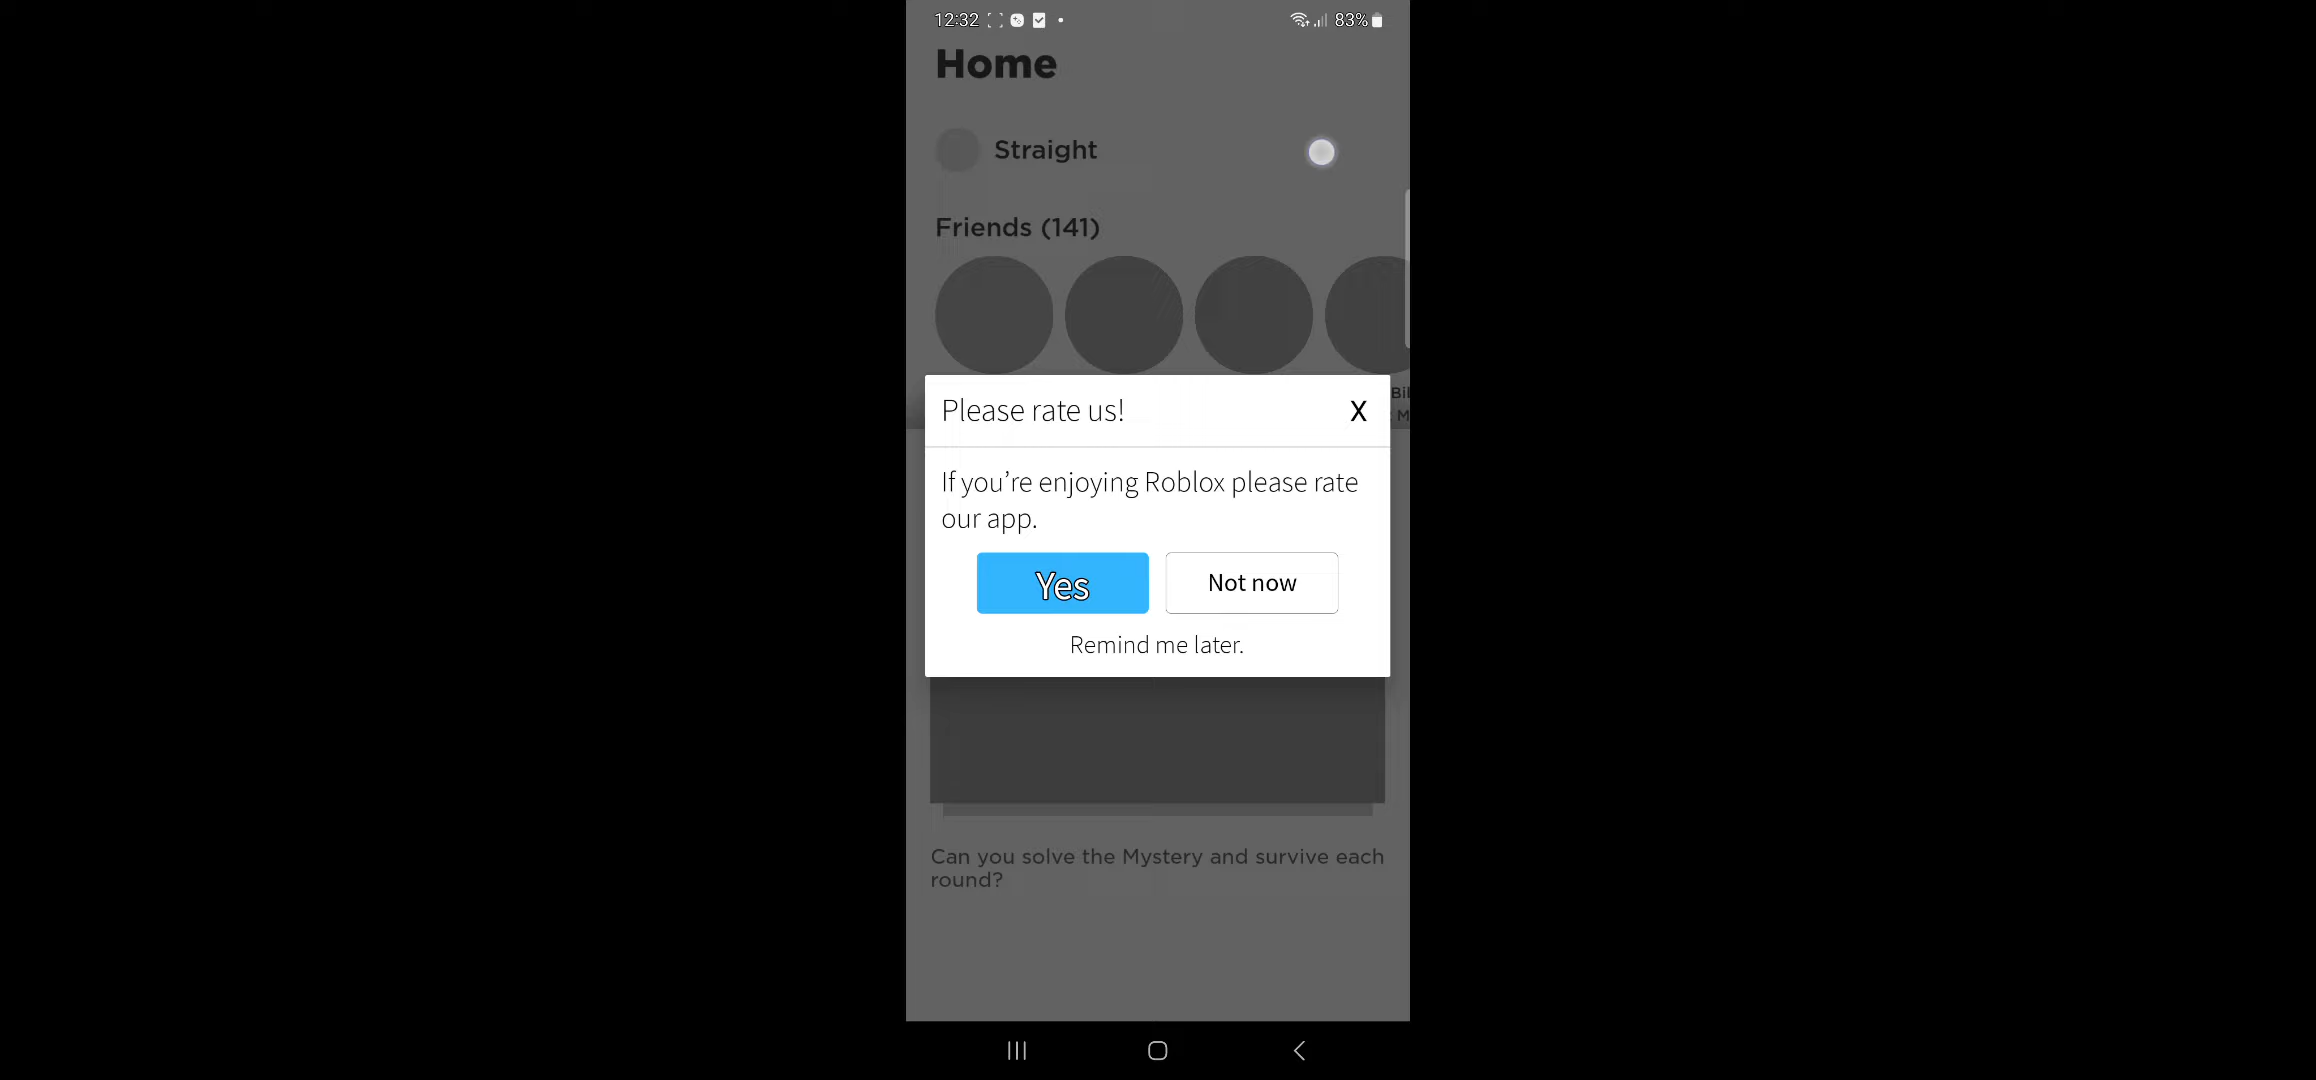 12:32 83%
Home
Straight
Friends (141)
Bil
M
Please rate us! X
If you’re enjoying Roblox please rate
our app.
Yes Not now
Remind me later.
Can you solve the Mystery and survive each
round?